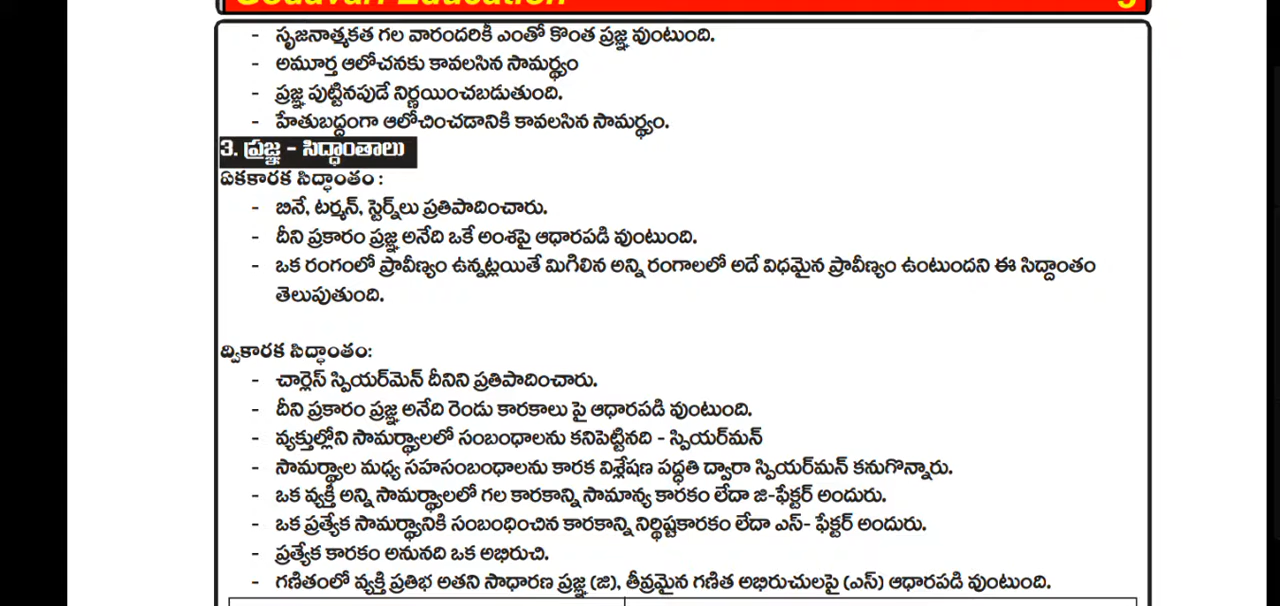 Godavari Education
- సృజనాత్మకత గల వారందరికీ ఎంతో కొంత ప్రజ్ఞ వుంటుంది.
- అమూర్త ఆలోచనకు కావలసిన సామర్థ్యం
- ప్రజ్ఞ పుట్టినపుడే నిర్ణయించబడుతుంది.
- హేతుబద్దంగా ఆలోచించడానికి కావలసిన సామర్థ్యం.
3. ప్రజ్ఞ - సిద్ధాంతాలు
ఏకకారక సిద్ధాంతం :
- బినే, టర్మన్, స్టెర్న్‌లు ప్రతిపాదించారు.
- దీని ప్రకారం ప్రజ్ఞ అనేది ఒకే అంశపై ఆధారపడి వుంటుంది.
- ఒక రంగంలో ప్రావీణ్యం ఉన్నట్లయితే మిగిలిన అన్ని రంగాలలో అదే విధమైన ప్రావీణ్యం ఉంటుందని ఈ సిద్దాంతం
తెలుపుతుంది.
ద్వికారక సిద్ధాంతం:
- చార్లెస్ స్పియర్‌మెన్ దీనిని ప్రతిపాదించారు.
- దీని ప్రకారం ప్రజ్ఞ అనేది రెండు కారకాలు పై ఆధారపడి వుంటుంది.
- వ్యక్తుల్లోని సామర్థ్యాలలో సంబంధాలను కనిపెట్టినది - స్పియర్‌మన్
- సామర్థ్యాల మధ్య సహసంబంధాలను కారక విశ్లేషణ పద్ధతి ద్వారా స్పియర్‌మన్ కనుగొన్నారు.
- ఒక వ్యక్తి అన్ని సామర్థ్యాలలో గల కారకాన్ని సామాన్య కారకం లేదా జి-ఫేక్టర్ అందురు.
- ఒక ప్రత్యేక సామర్థ్యానికి సంబంధించిన కారకాన్ని నిర్థిష్టకారకం లేదా ఎస్- ఫేక్టర్ అందురు.
- ప్రత్యేక కారకం అనునది ఒక అభిరుచి.
- గణితంలో వ్యక్తి ప్రతిభ అతని సాధారణ ప్రజ్ఞ (జి), తీవ్రమైన గణిత అభిరుచులపై (ఎస్) ఆధారపడి వుంటుంది.